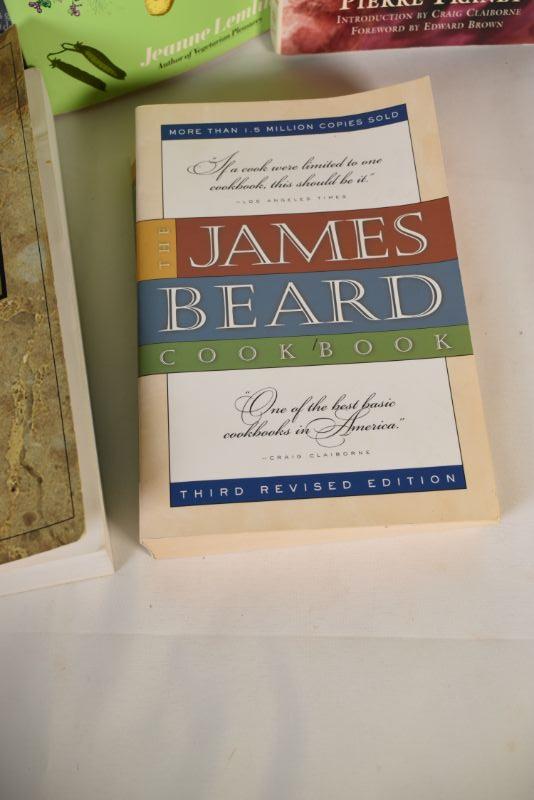 Jeanne
Author of Vegetarian Pleasures
PIERRE
INTRODUCTION BY CRAIG CLAIBORNE
FOREWORD BY EDWARD BROWN
MORE THAN 1.5 MILLION COPIES SOLD
"If a cook were limited to one
cookbook, this should be it."
—LOS ANGELES TIMES
THE
JAMES
BEARD
COOKBOOK
"One of the best basic
cookbooks in America."
—CRAIG CLAIBORNE
THIRD REVISED EDITION